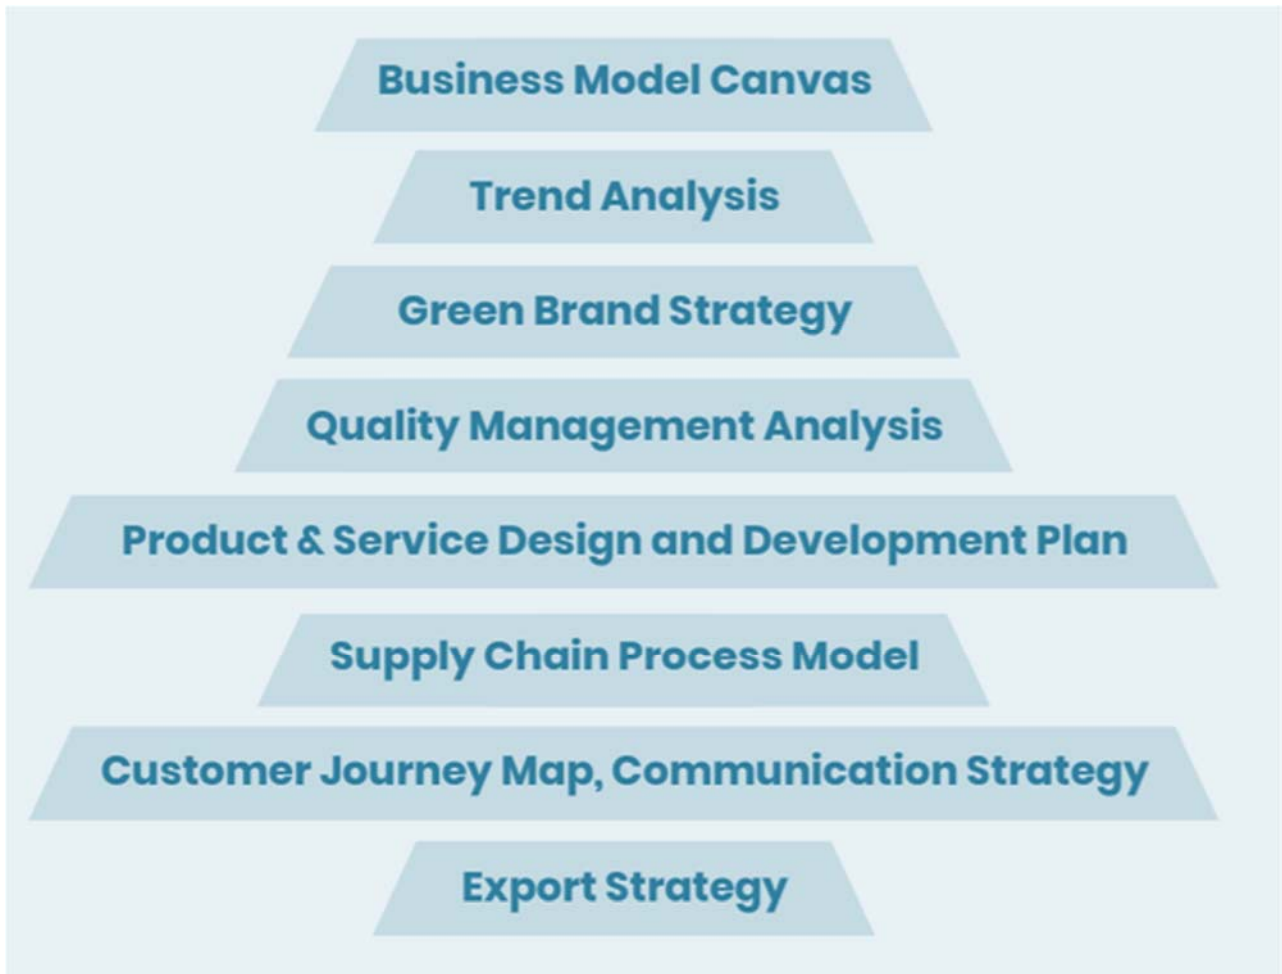 Business Model Canvas
Trend Analysis
Green Brand Strategy
Quality Management Analysis
Product & Service Design and Development Plan
Supply Chain Process Model
Customer Journey Map, Communication Strategy
Export Strategy